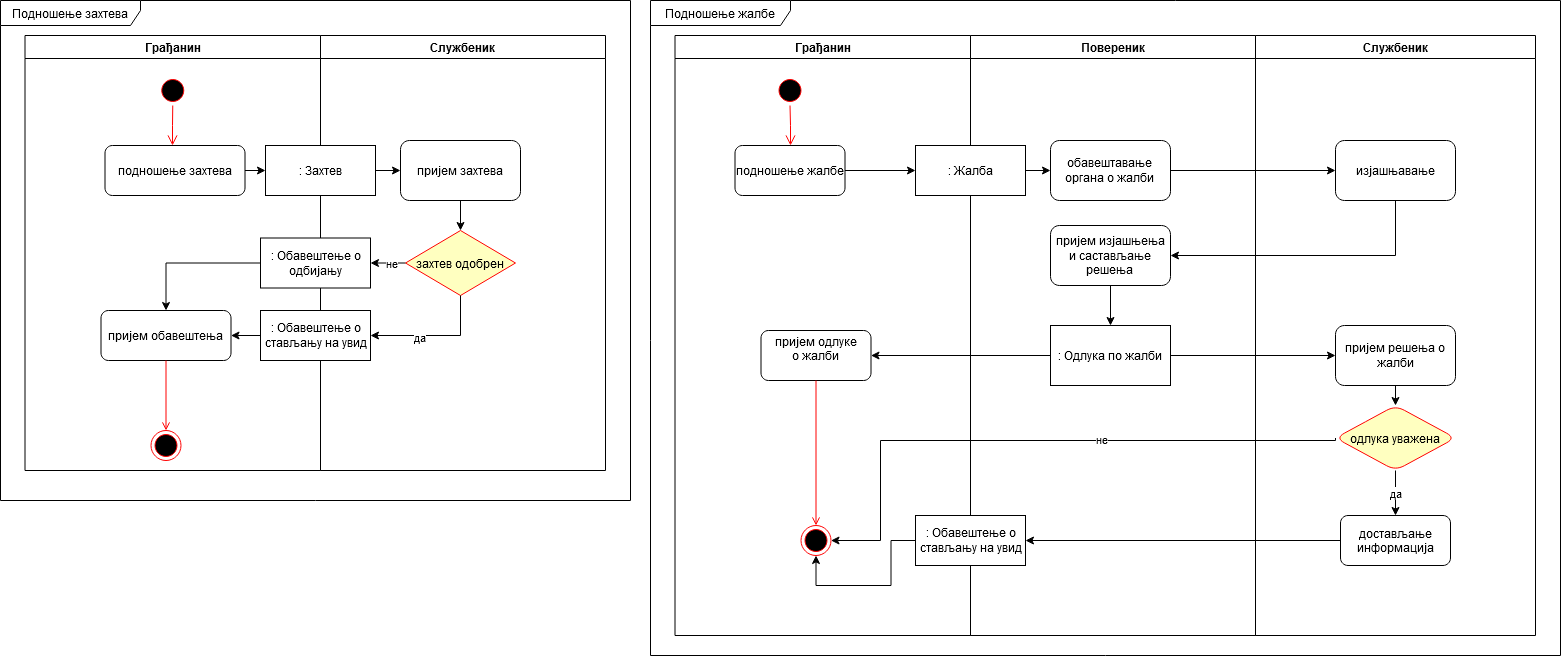 Подношење захтева
Грађанин
Службеник
подношење захтева
: Захтев
пријем захтева
: Обавештење о
одбијању
не
захтев одобрен
пријем обавештења
: Обавештење о
стављању на увид
да
Подношење жалбе
Грађанин
Повереник
Службеник
подношење жалбе
: Жалба
обавештавање
органа о жалби
изјашњавање
пријем изјашњења
и састављање
решења
пријем одлуке
о жалби
: Одлука по жалби
пријем решења о
жалби
не
одлука уважена
да
: Обавештење о
стављању на увид
достављање
информација